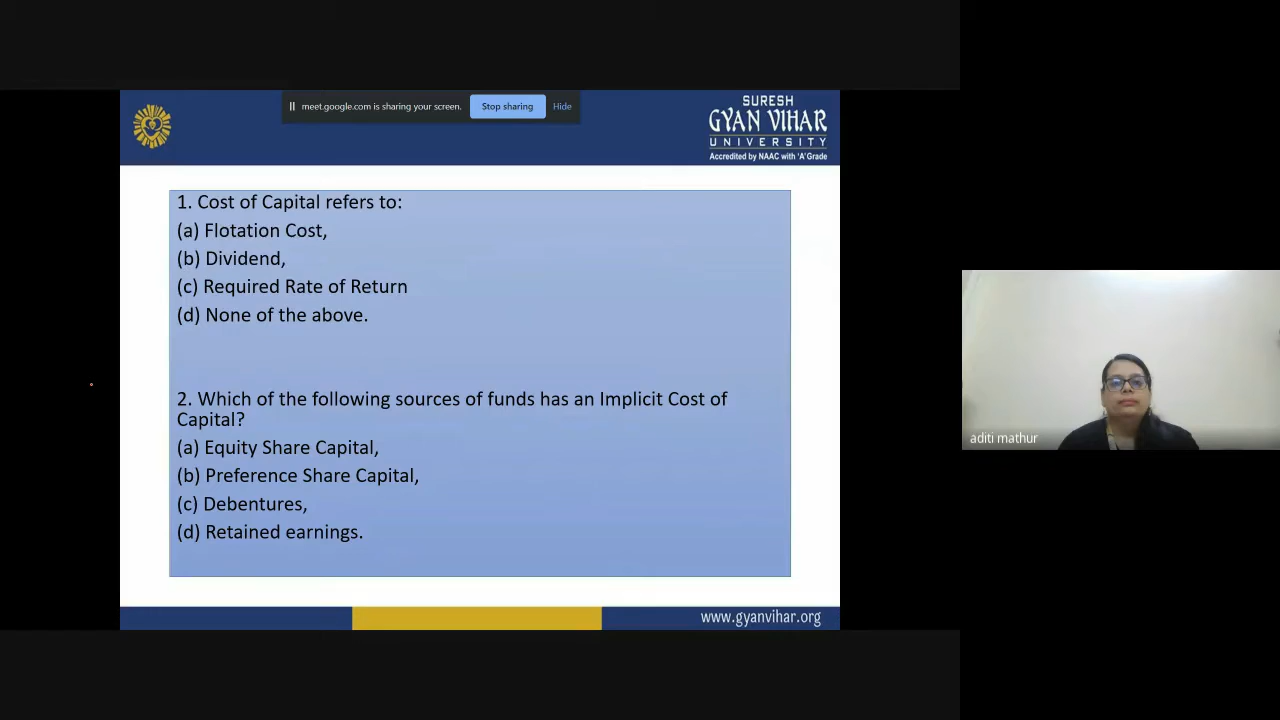 meet.google.com is sharing your screen.
Stop sharing
Hide
SURESH
GYAN VIHAR
UNIVERSITY
Accredited by NAAC with 'A' Grade
1. Cost of Capital refers to:
(a) Flotation Cost,
(b) Dividend,
(c) Required Rate of Return
(d) None of the above.
2. Which of the following sources of funds has an Implicit Cost of
Capital?
(a) Equity Share Capital,
(b) Preference Share Capital,
(c) Debentures,
(d) Retained earnings.
aditi mathur
www.gyanvihar.org